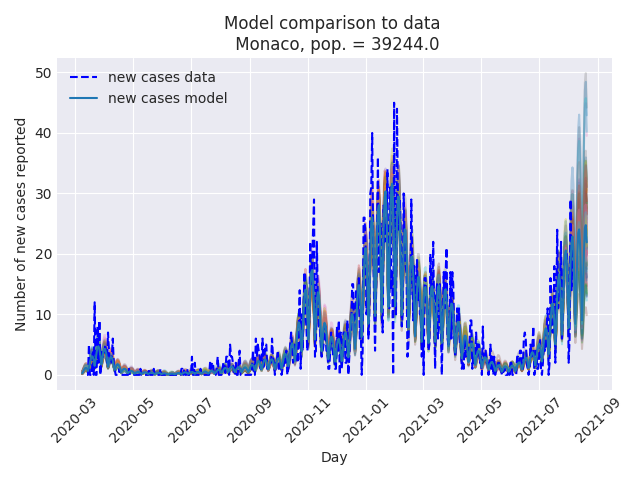 Model comparison to data
Monaco, pop. = 39244.0
new cases data
new cases model
Number of new cases reported
50
40
30
20
10
0
2020-03
2020-05
2020-07
2020-09
2020-11
2021-01
2021-03
2021-05
2021-07
2021-09
Day